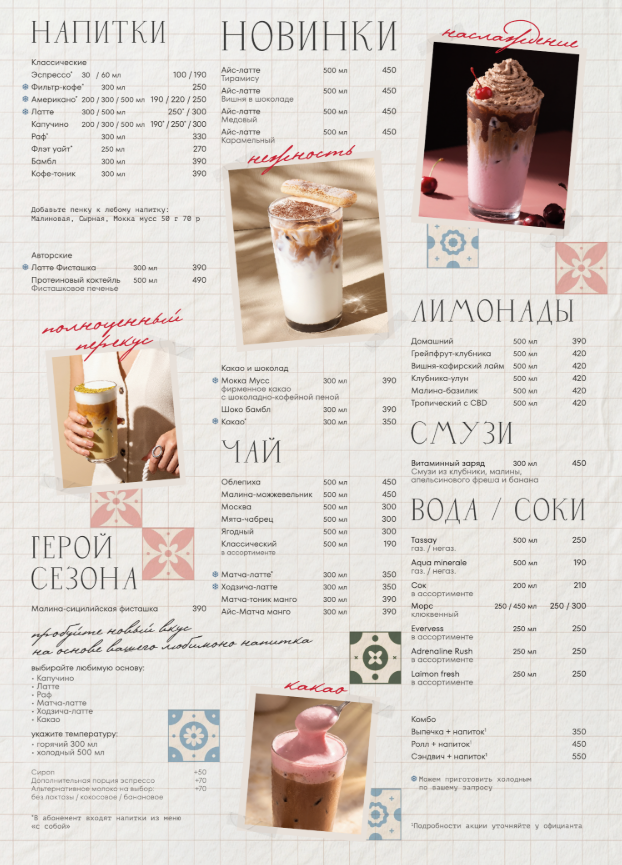 НАПИТКИ
Классические
Эспрессо* 30 / 60 мл 100 / 190
Фильтр-кофе* 300 мл 250
Американо* 200 / 300 / 500 мл 190 / 220 / 250
Латте 300 / 500 мл 250* / 300
Капучино 200 / 300 / 500 мл 190* / 250* / 300
Раф* 300 мл 330
Флэт уайт* 250 мл 270
Бамбл 300 мл 390
Кофе-тоник 300 мл 390
Добавьте пенку к любому напитку:
Малиновая, Сырная, Мокка мусс 50 г 70 р
Авторские
Латте Фисташка 300 мл 390
Протеиновый коктейль 500 мл 490
Фисташковое печенье
полноценный
перекус
ГЕРОЙ
СЕЗОНА
Малина-сицилийская фисташка 390
пробуйте новый вкус
на основе вашего любимого напитка
выбирайте любимую основу:
- Капучино
- Латте
- Раф
- Матча-латте
- Ходзича-латте
- Какао
укажите температуру:
- горячий 300 мл
- холодный 500 мл
Сироп +50
Дополнительная порция эспрессо +70
Альтернативное молоко на выбор: +70
без лактозы / кокосовое / банановое
*В абонемент входят напитки из меню
«с собой»
НОВИНКИ
Айс-латте 500 мл 450
Тирамису
Айс-латте 500 мл 450
Вишня в шоколаде
Айс-латте 500 мл 450
Медовый
Айс-латте 500 мл 450
Карамельный
нежность
Какао и шоколад
Мокка Мусс 300 мл 390
фирменное какао
с шоколадно-кофейной пеной
Шоко бамбл 300 мл 390
Какао* 300 мл 350
ЧАЙ
Облепиха 500 мл 450
Малина-можжевельник 500 мл 450
Москва 500 мл 300
Мята-чабрец 500 мл 300
Ягодный 500 мл 300
Классический 500 мл 190
в ассортименте
Матча-латте* 300 мл 350
Ходзича-латте 300 мл 350
Матча-тоник манго 300 мл 390
Айс-Матча манго 300 мл 390
какао
наслаждение
ЛИМОНАДЫ
Домашний 500 мл 390
Грейпфрут-клубника 500 мл 420
Вишня-кафирский лайм 500 мл 420
Клубника-улун 500 мл 420
Малина-базилик 500 мл 420
Тропический с CBD 500 мл 420
СМУЗИ
Витаминный заряд 300 мл 450
Смузи из клубники, малины,
апельсинового фреша и банана
ВОДА / СОКИ
Tassay 500 мл 250
газ. / негаз.
Aqua minerale 500 мл 190
газ. / негаз.
Сок 200 мл 210
в ассортименте
Морс 250 / 450 мл 250 / 300
клюквенный
Evervess 250 мл 250
в ассортименте
Adrenaline Rush 250 мл 250
в ассортименте
Laimon fresh 250 мл 250
в ассортименте
Комбо
Выпечка + напиток¹ 350
Ролл + напиток¹ 450
Сэндвич + напиток¹ 550
Можем приготовить холодным
по вашему запросу
¹Подробности акции уточняйте у официанта